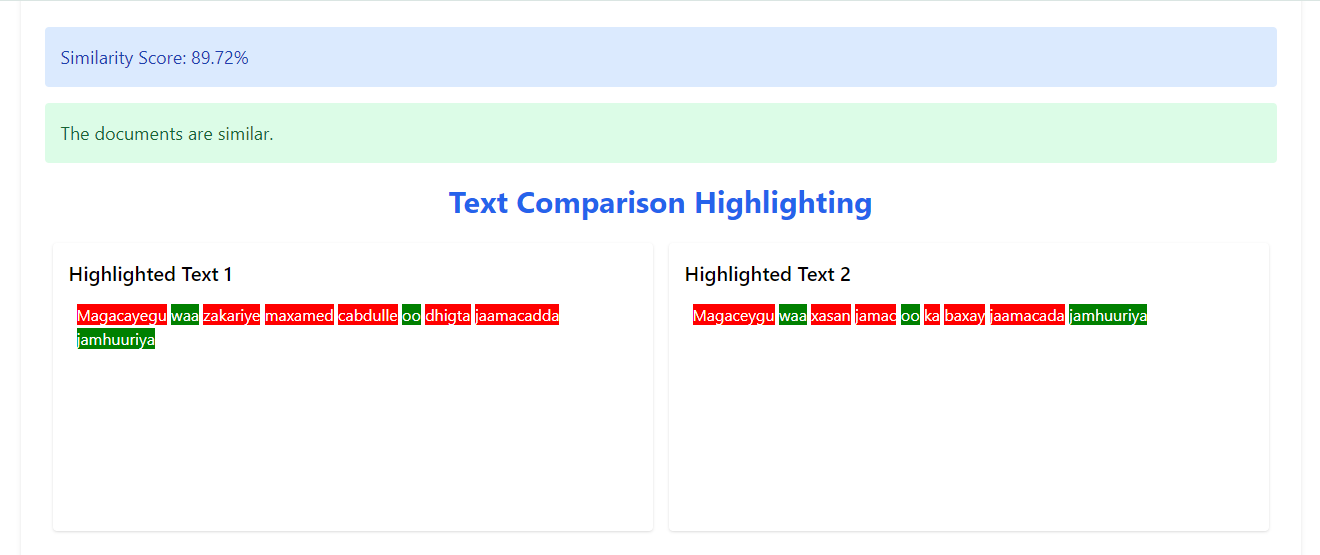 Similarity Score: 89.72%
The documents are similar.
Text Comparison Highlighting
Highlighted Text 1
Magacayegu waa zakariye maxamed cabdulle oo dhigta jaamacadda
jamhuuriya
Highlighted Text 2
Magaceygu waa xasan jamac oo ka baxay jaamacada jamhuuriya